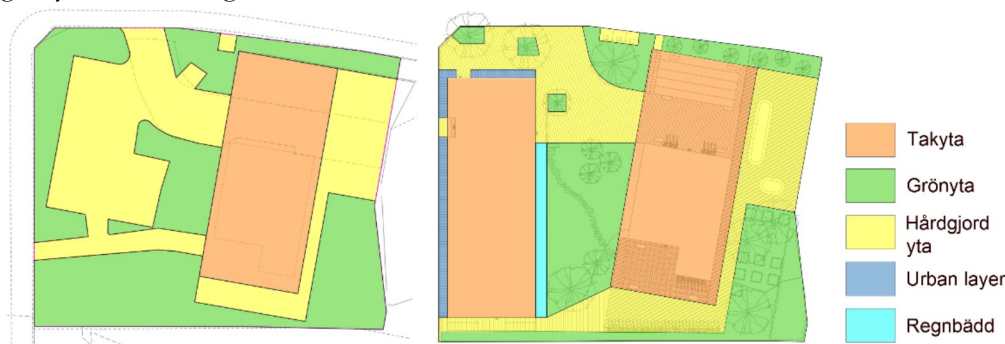 Takyta
Grönyta
Hårdgjord
yta
Urban layer
Regnbädd